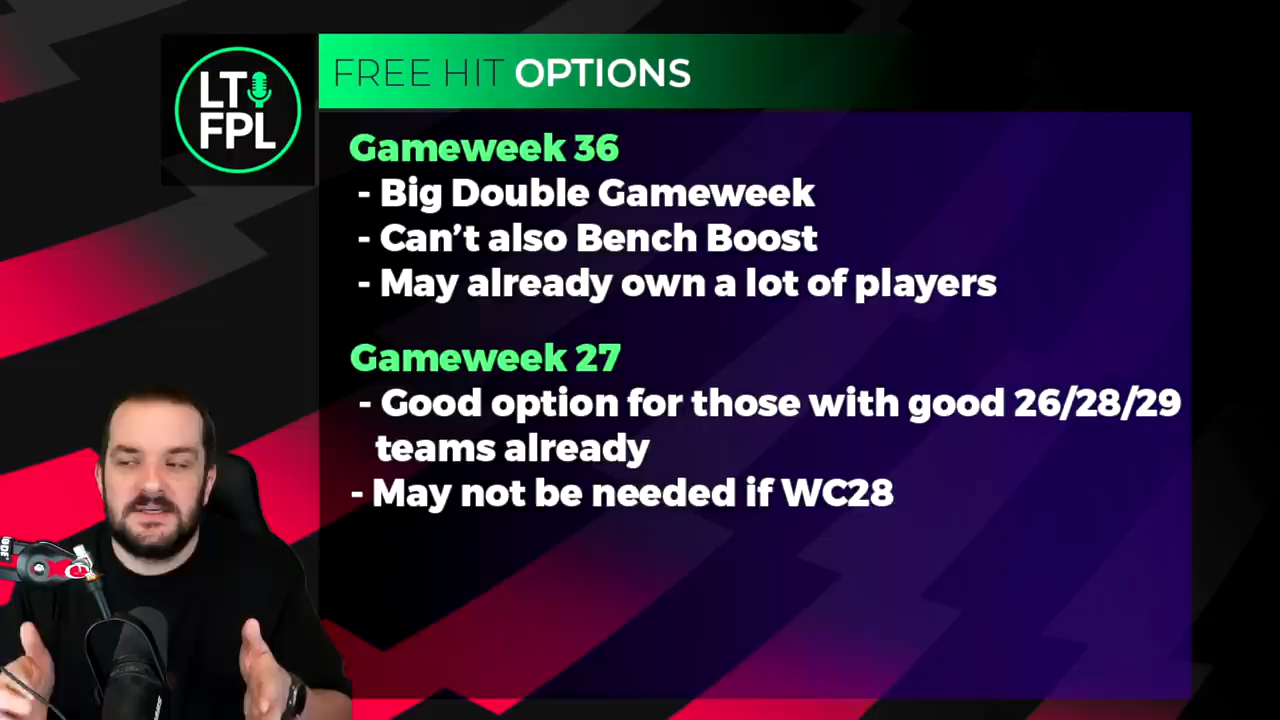 LT
FPL
FREE HIT OPTIONS
Gameweek 36
- Big Double Gameweek
- Can't also Bench Boost
- May already own a lot of players
Gameweek 27
- Good option for those with good 26/28/29
teams already
- May not be needed if WC28